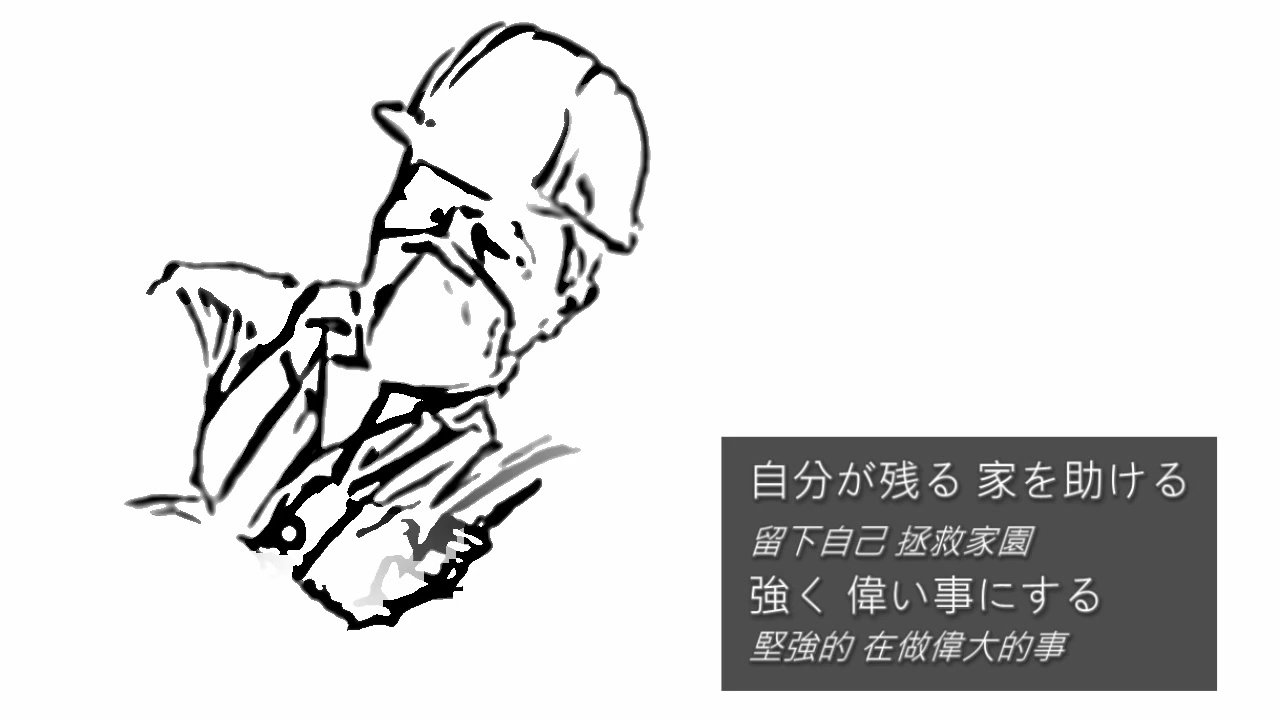 自分が残る 家を助ける
留下自己 拯救家園
強く 偉い事にする
堅強的 在做偉大的事